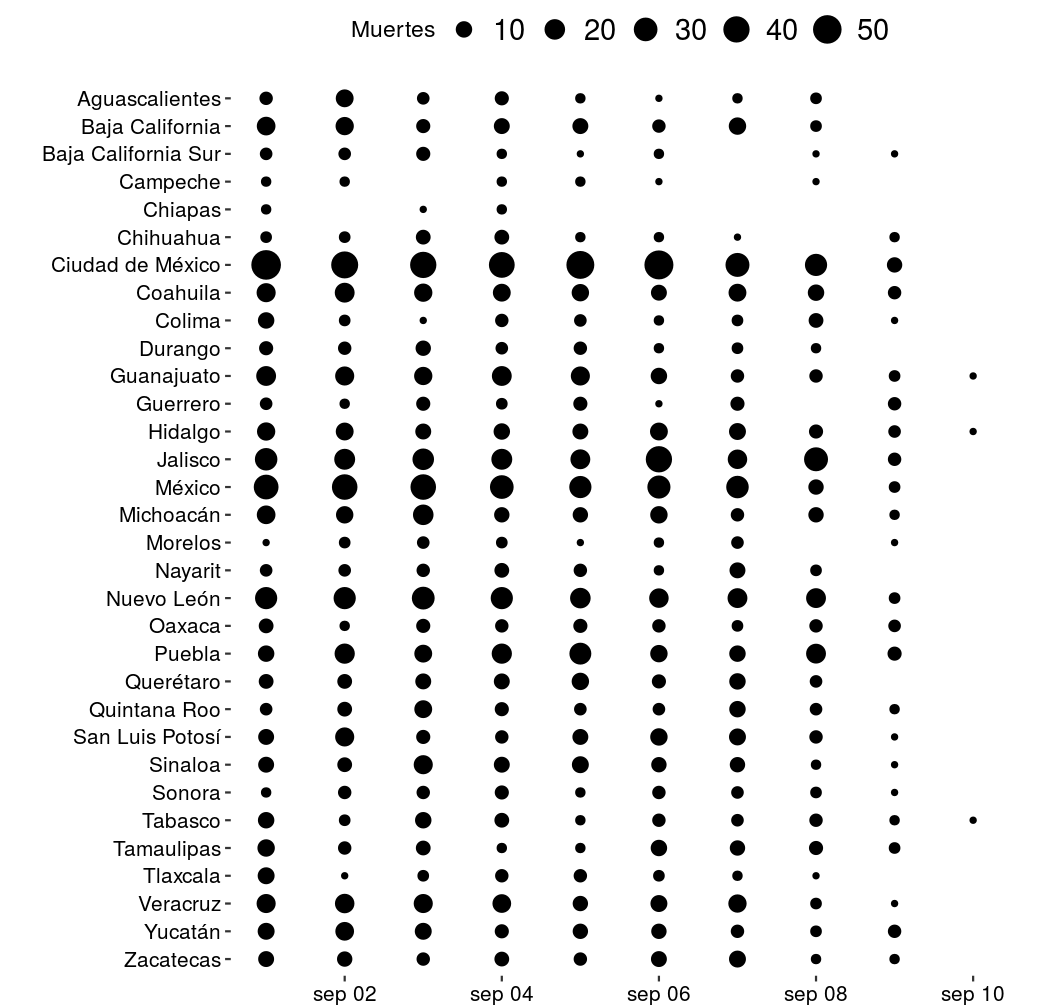 Muertes 10 20 30 40 50
Aguascalientes
Baja California
Baja California Sur
Campeche
Chiapas
Chihuahua
Ciudad de México
Coahuila
Colima
Durango
Guanajuato
Guerrero
Hidalgo
Jalisco
México
Michoacán
Morelos
Nayarit
Nuevo León
Oaxaca
Puebla
Querétaro
Quintana Roo
San Luis Potosí
Sinaloa
Sonora
Tabasco
Tamaulipas
Tlaxcala
Veracruz
Yucatán
Zacatecas
sep 02 sep 04 sep 06 sep 08 sep 10